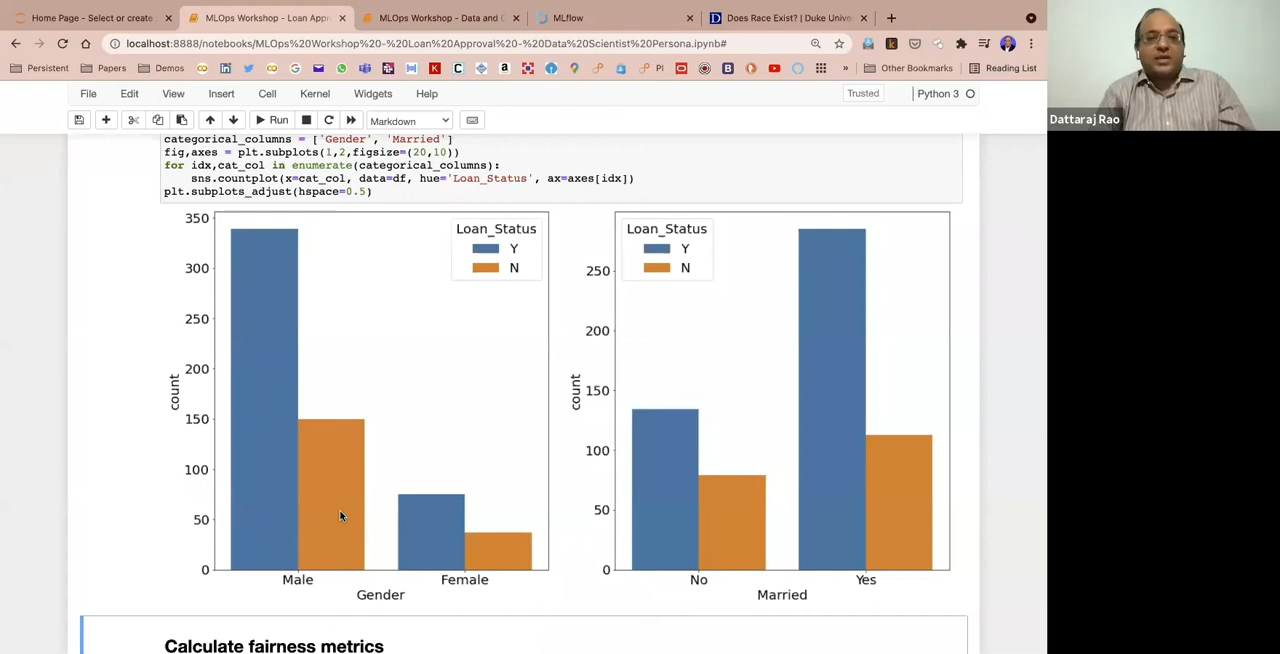 Home Page - Select or create
MLOps Workshop - Loan Appr
MLOps Workshop - Data and
MLflow
Does Race Exist? | Duke Unive
localhost:8888/notebooks/MLOps%20Workshop%20-%20Loan%20Approval%20-%20Data%20Scientist%20Persona.ipynb#
Persistent
Papers
Demos
PI
»
Other Bookmarks
Reading List
File
Edit
View
Insert
Cell
Kernel
Widgets
Help
Trusted
Python 3
Run
Markdown
categorical_columns = ['Gender', 'Married']
fig,axes = plt.subplots(1,2,figsize=(20,10))
for idx,cat_col in enumerate(categorical_columns):
sns.countplot(x=cat_col, data=df, hue='Loan_Status', ax=axes[idx])
plt.subplots_adjust(hspace=0.5)
350
300
250
200
150
100
50
0
count
Loan_Status
Y
N
Male
Female
Gender
250
200
150
100
50
0
count
Loan_Status
Y
N
No
Yes
Married
Calculate fairness metrics
Dattaraj Rao